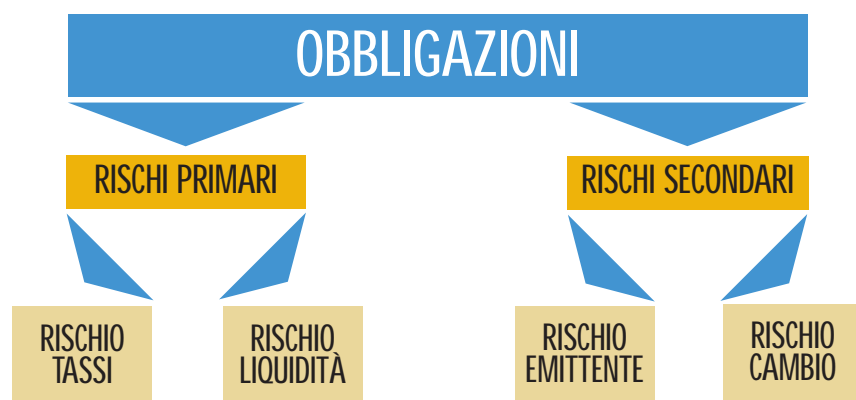 OBBLIGAZIONI
RISCHI PRIMARI
RISCHI SECONDARI
RISCHIO
TASSI
RISCHIO
LIQUIDITÀ
RISCHIO
EMITTENTE
RISCHIO
CAMBIO